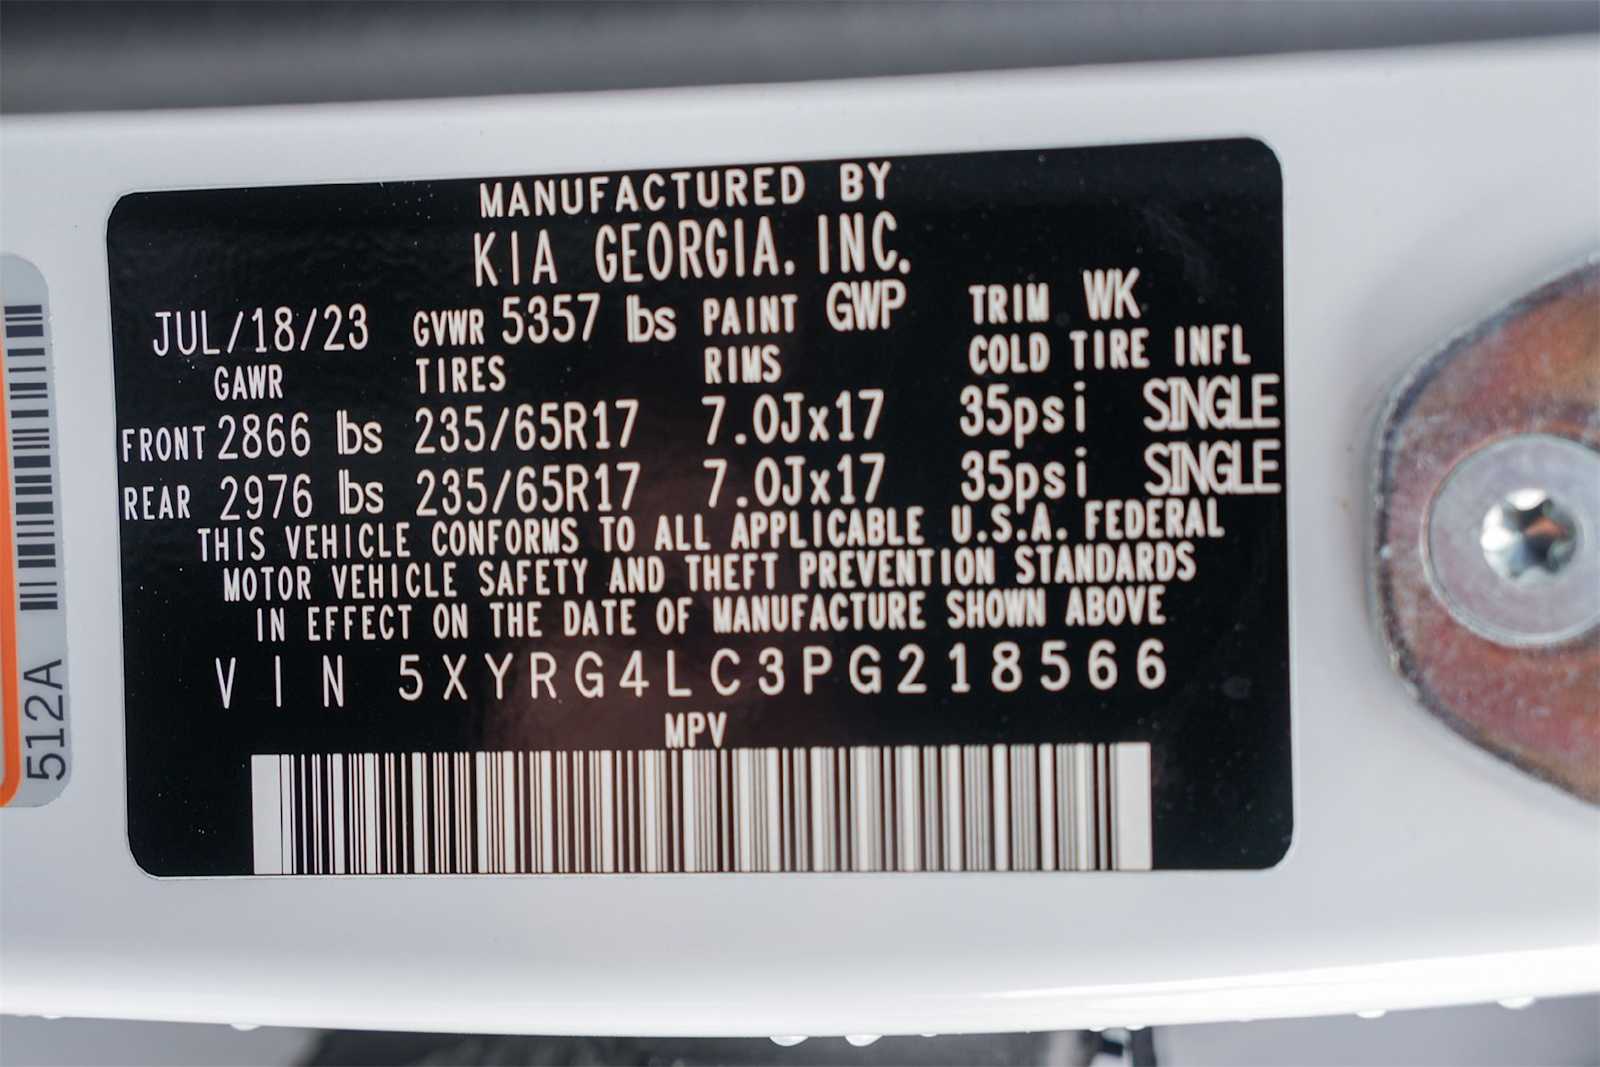 MANUFACTURED BY
KIA GEORGIA. INC.
JUL/18/23 GVWR 5357 lbs PAINT GWP TRIM WK
GAWR TIRES RIMS COLD TIRE INFL
FRONT 2866 lbs 235/65R17 7.0Jx17 35psi SINGLE
REAR 2976 lbs 235/65R17 7.0Jx17 35psi SINGLE
THIS VEHICLE CONFORMS TO ALL APPLICABLE U.S.A. FEDERAL
MOTOR VEHICLE SAFETY AND THEFT PREVENTION STANDARDS
IN EFFECT ON THE DATE OF MANUFACTURE SHOWN ABOVE
VIN 5XYRG4LC3PG218566
MPV
512A